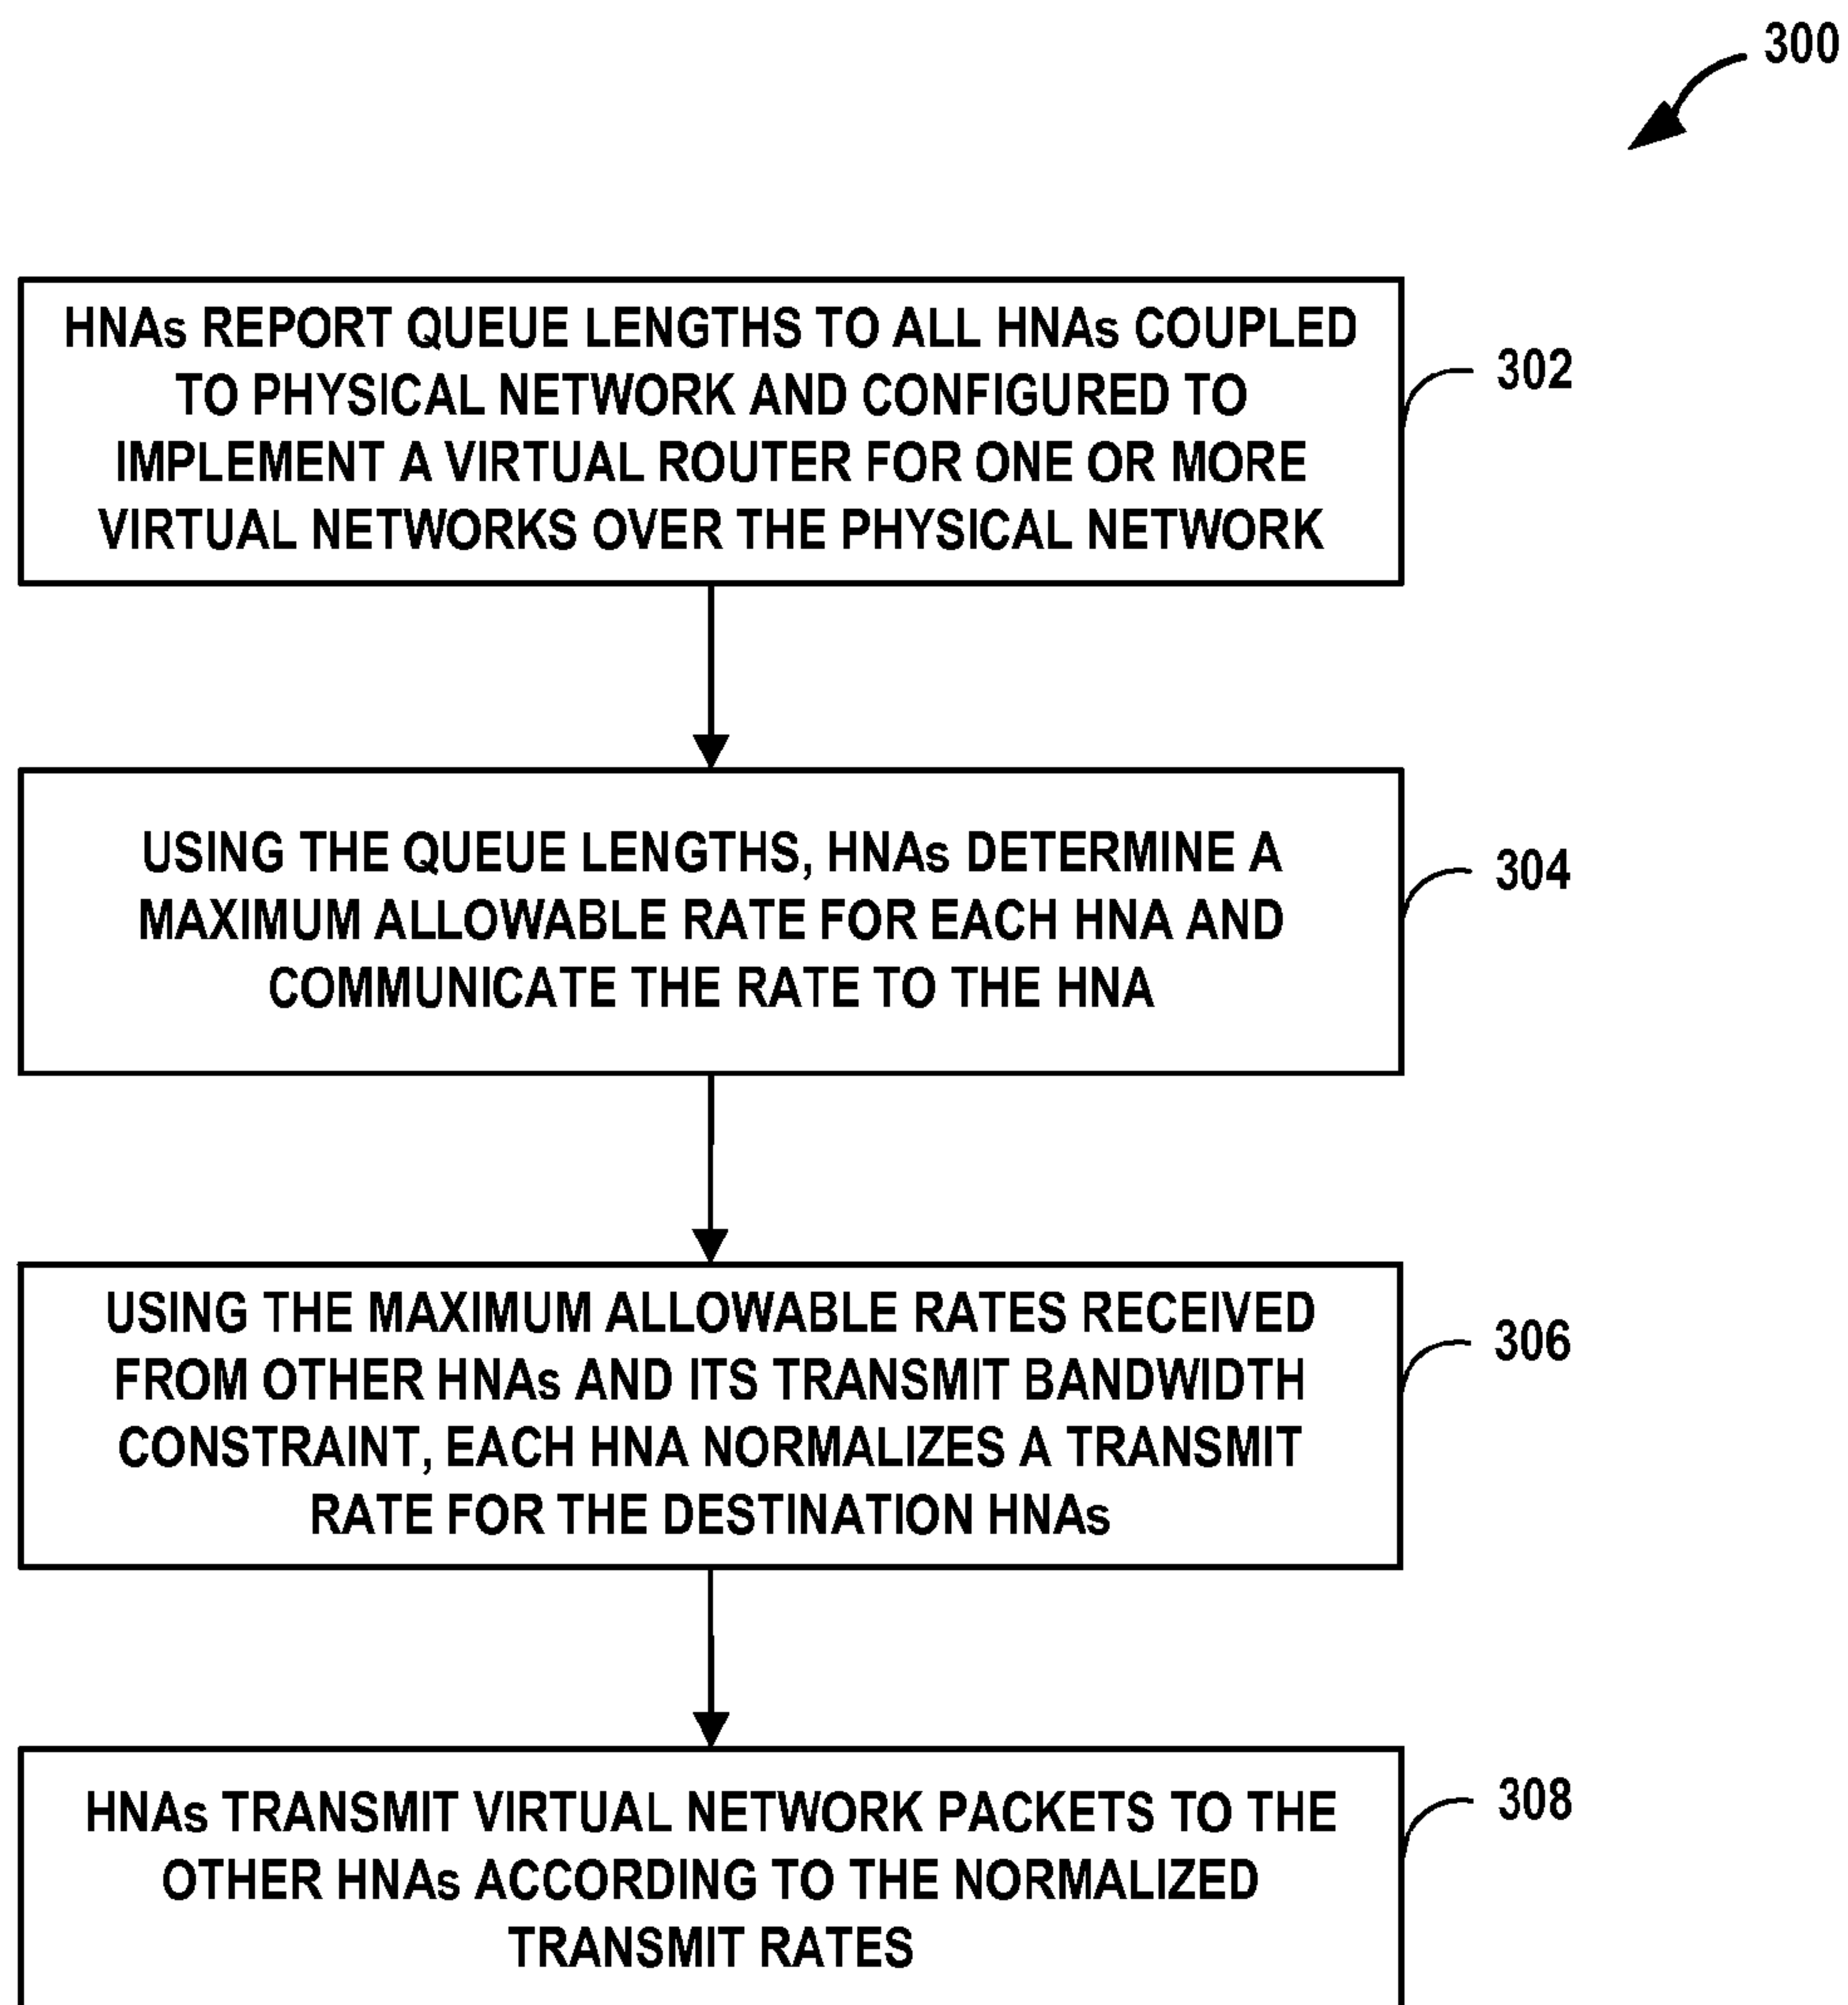 300
HNAs REPORT QUEUE LENGTHS TO ALL HNAs COUPLED
TO PHYSICAL NETWORK AND CONFIGURED TO
IMPLEMENT A VIRTUAL ROUTER FOR ONE OR MORE
VIRTUAL NETWORKS OVER THE PHYSICAL NETWORK
302
USING THE QUEUE LENGTHS, HNAs DETERMINE A
MAXIMUM ALLOWABLE RATE FOR EACH HNA AND
COMMUNICATE THE RATE TO THE HNA
304
USING THE MAXIMUM ALLOWABLE RATES RECEIVED
FROM OTHER HNAs AND ITS TRANSMIT BANDWIDTH
CONSTRAINT, EACH HNA NORMALIZES A TRANSMIT
RATE FOR THE DESTINATION HNAs
306
HNAs TRANSMIT VIRTUAL NETWORK PACKETS TO THE
OTHER HNAs ACCORDING TO THE NORMALIZED
TRANSMIT RATES
308